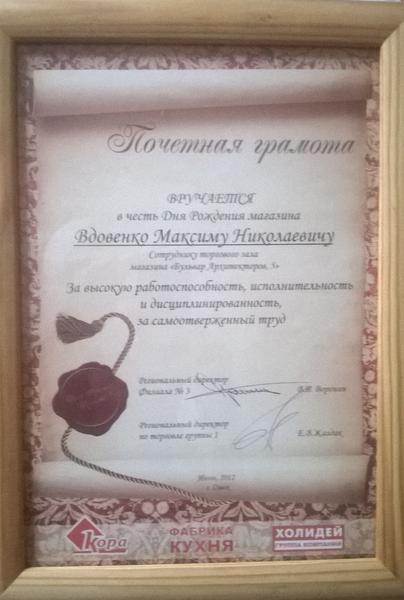 Почетная грамота
ВРУЧАЕТСЯ
в честь Дня Рождения магазина
Вдовенко Максиму Николаевичу
Сотруднику торгового зала
магазина «Бульвар Архитекторов, 5»
За высокую работоспособность, исполнительность
и дисциплинированность,
за самоотверженный труд
Региональный директор
Филиала № 3
Региональный директор
по торговле группы 1
Е.В.Жалдак
2012
г. Омск
Кора
ФАБРИКА
КУХНЯ
ХОЛИДЕЙ
ГРУППА КОМПАНИЙ